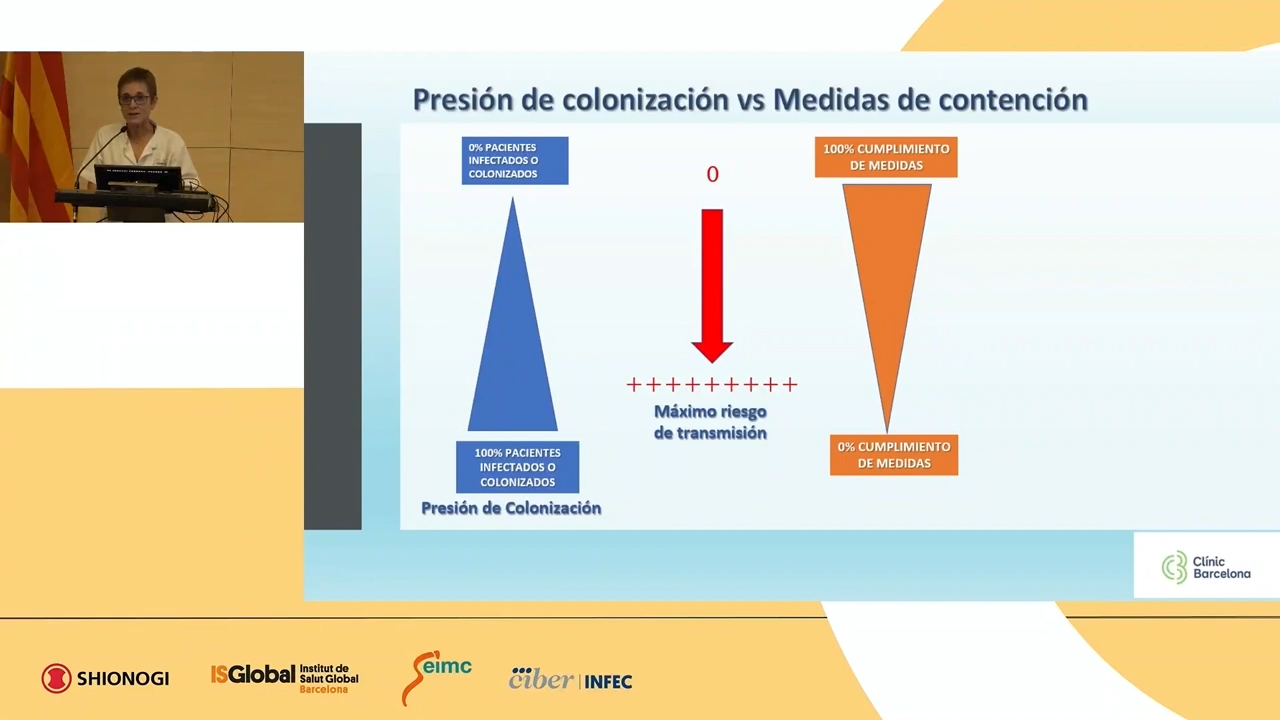 Presión de colonización vs Medidas de contención
0% PACIENTES
INFECTADOS O
COLONIZADOS
0
100% CUMPLIMIENTO
DE MEDIDAS
+++++++++
Máximo riesgo
de transmisión
100% PACIENTES
INFECTADOS O
COLONIZADOS
0% CUMPLIMIENTO
DE MEDIDAS
Presión de Colonización
Clínic
Barcelona
SHIONOGI
ISGlobal
Institut de
Salut Global
Barcelona
Seimc
ciber
INFEC